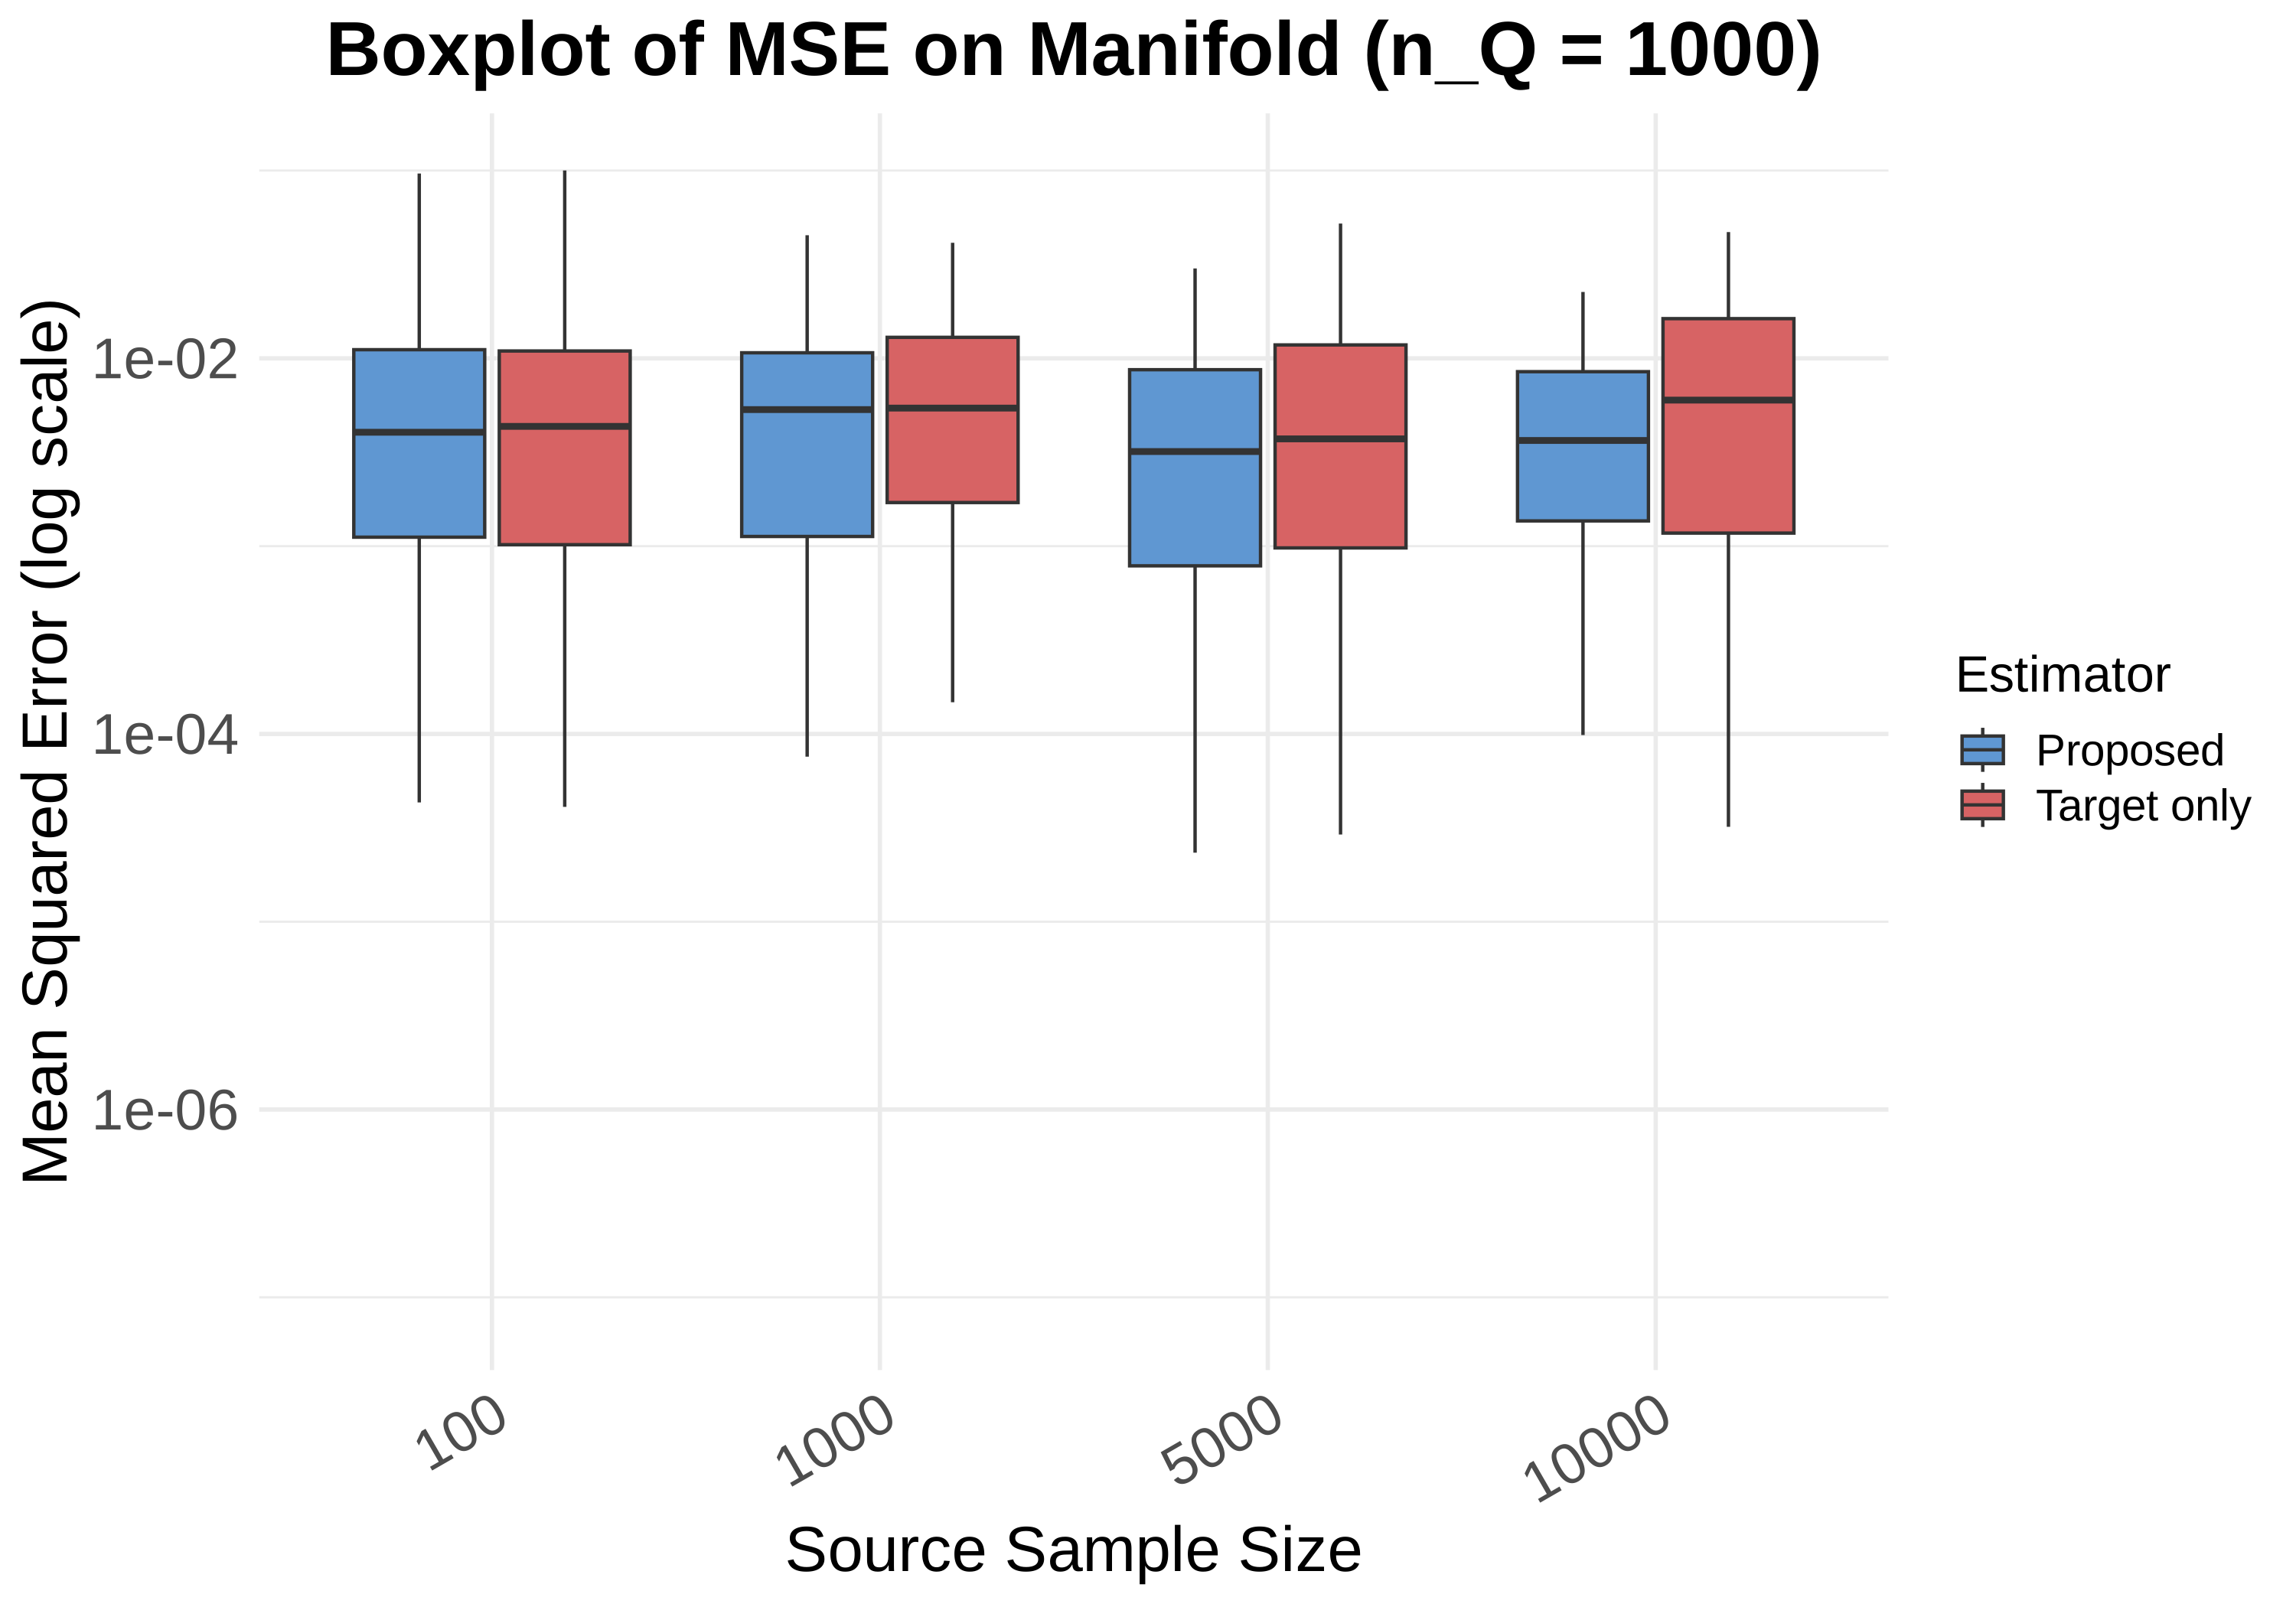 Boxplot of MSE on Manifold (n_Q = 1000)
Mean Squared Error (log scale)
1e-02
1e-04
1e-06
Estimator
Proposed
Target only
100
1000
5000
10000
Source Sample Size